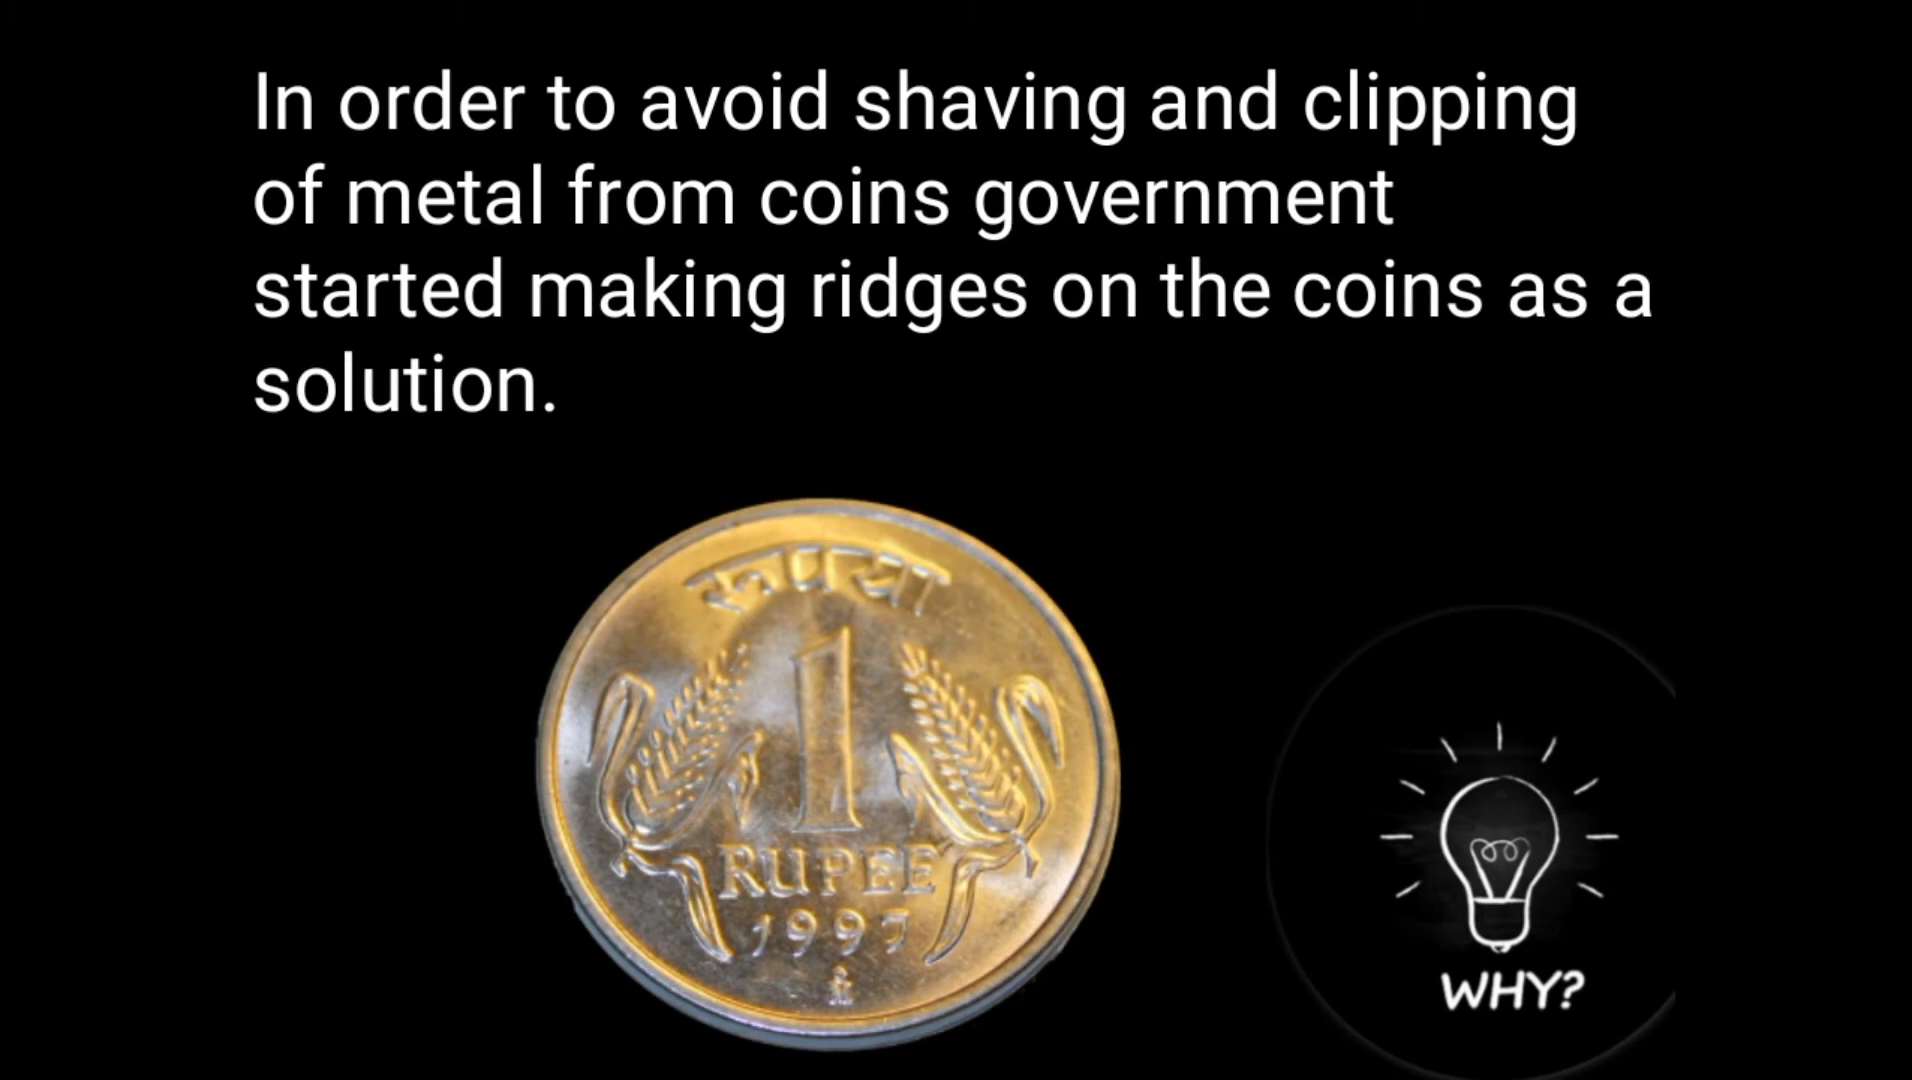 In order to avoid shaving and clipping
of metal from coins government
started making ridges on the coins as a
solution.
रूपया
1
RUPEE
1997
WHY?